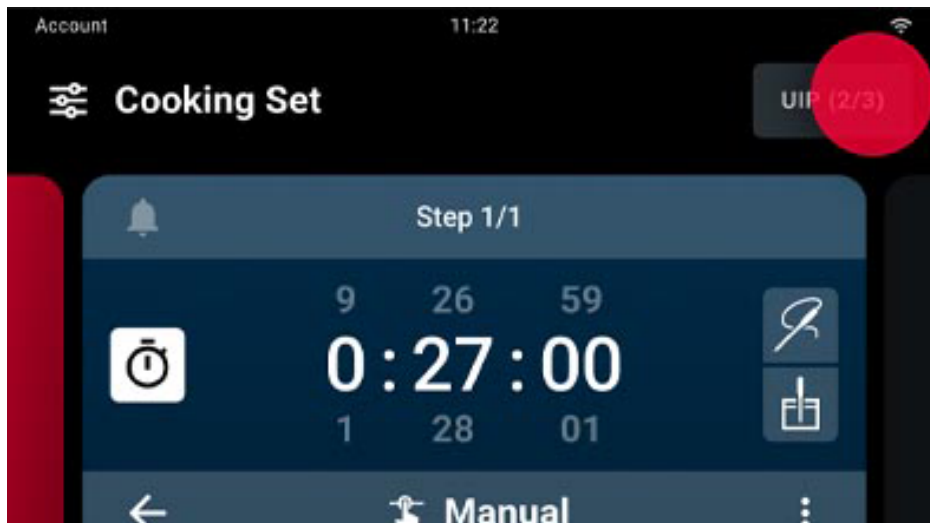 Account 11:22
Cooking Set UIP (2/3)
Step 1/1
9 26 59
0 : 27 : 00
1 28 01
Manual